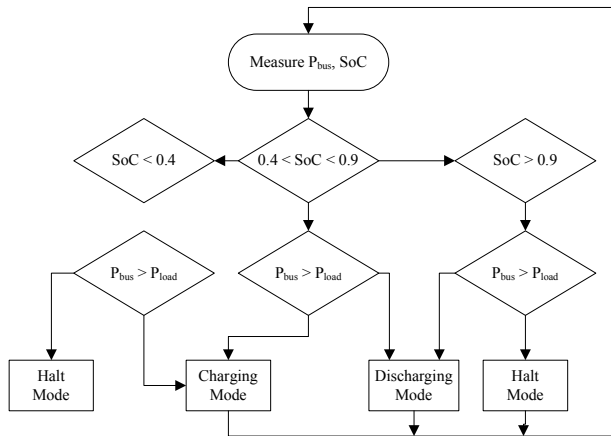 Measure Pbus, SoC
SoC < 0.4
0.4 < SoC < 0.9
SoC > 0.9
Pbus > Pload
Pbus > Pload
Pbus > Pload
Halt
Mode
Charging
Mode
Discharging
Mode
Halt
Mode